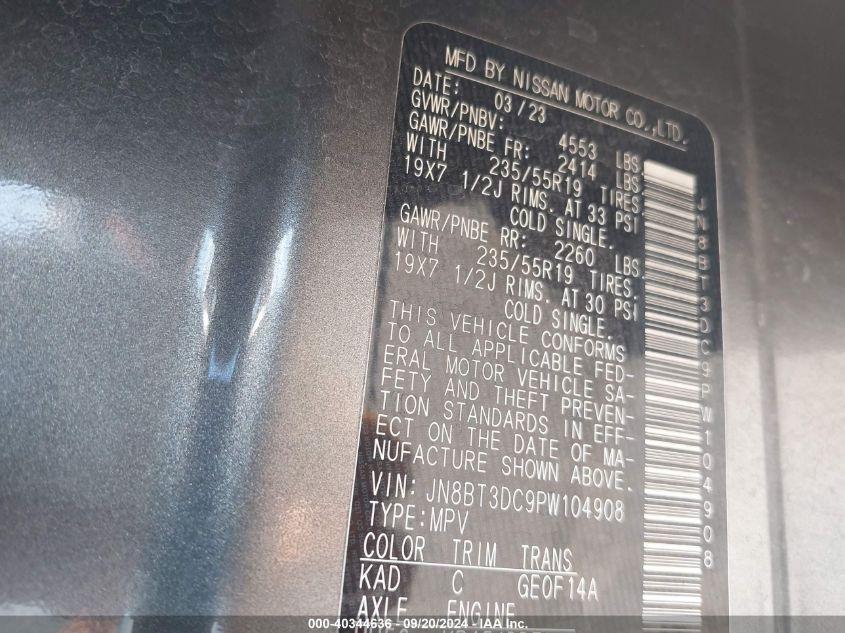 MFD BY NISSAN MOTOR CO.,LTD.
DATE: 03/23
GVWR/PNBV: 4553 LBS
GAWR/PNBE FR: 2414 LBS
WITH 235/55R19 TIRES.
19X7 1/2J RIMS. AT 33 PSI
COLD SINGLE.
GAWR/PNBE RR: 2260 LBS.
WITH 235/55R19 TIRES.
19X7 1/2J RIMS. AT 30 PSI
COLD SINGLE.
THIS VEHICLE CONFORMS
TO ALL APPLICABLE FED-
ERAL MOTOR VEHICLE SA-
FETY AND THEFT PREVEN-
TION STANDARDS IN EFF-
ECT ON THE DATE OF MA-
NUFACTURE SHOWN ABOVE.
VIN: JN8BT3DC9PW104908
TYPE:MPV
COLOR TRIM TRANS
KAD C GE0F14A
AXLE ENGINE
JN8BT3DC9PW104908
000-40344636 - 09/20/2024 - IAA Inc.